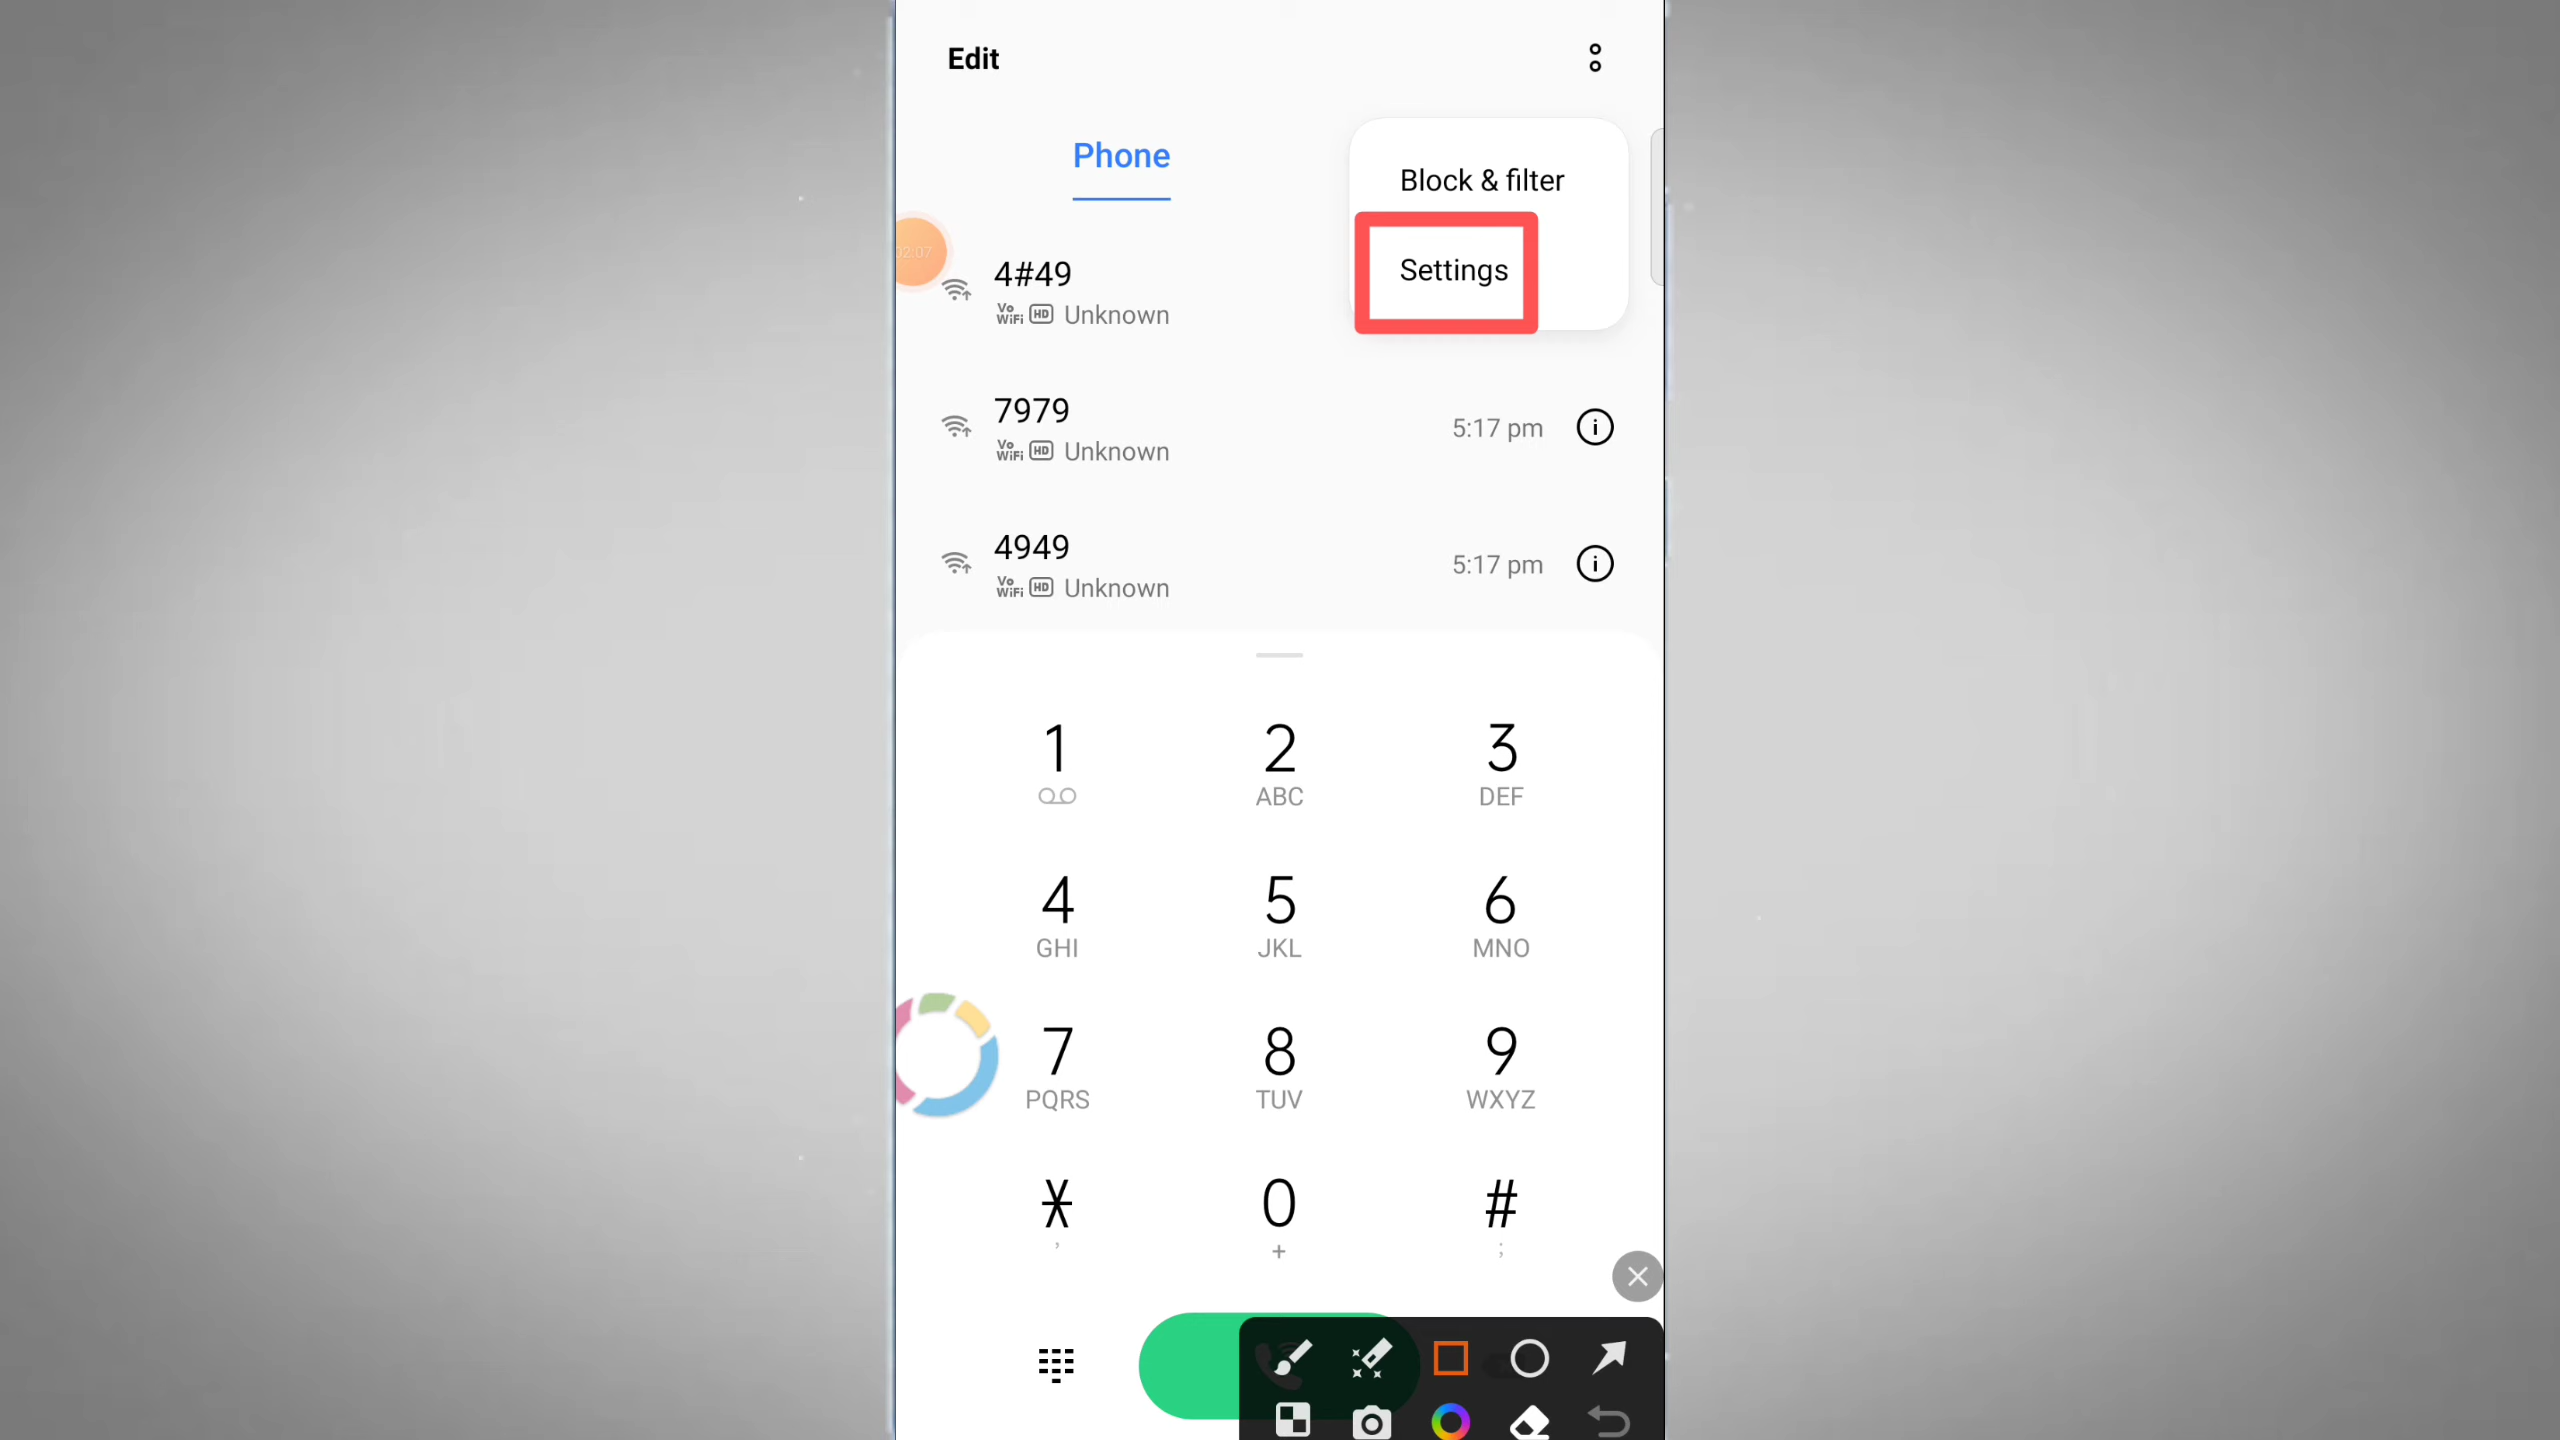 Edit
Phone
Block & filter
Settings
02:07
4#49
Vo WiFi HD Unknown
7979
Vo WiFi HD Unknown
5:17 pm
4949
Vo WiFi HD Unknown
5:17 pm
1 2 3
ABC DEF
4 5 6
GHI JKL MNO
7 8 9
PQRS TUV WXYZ
* 0 #
, + ;